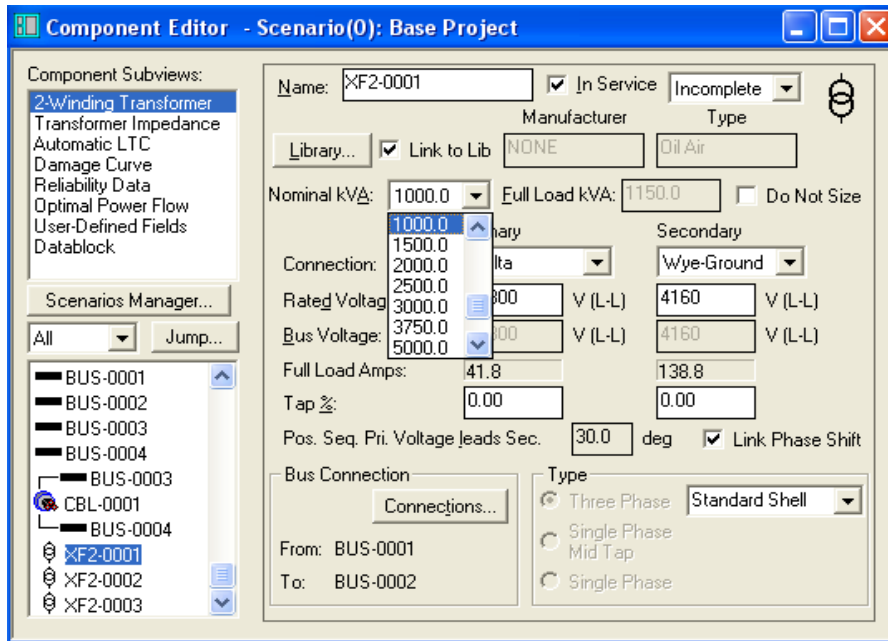 Component Editor - Scenario(0): Base Project
Component Subviews:
2-Winding Transformer
Transformer Impedance
Automatic LTC
Damage Curve
Reliability Data
Optimal Power Flow
User-Defined Fields
Datablock
Scenarios Manager...
All Jump...
BUS-0001
BUS-0002
BUS-0003
BUS-0004
BUS-0003
CBL-0001
BUS-0004
XF2-0001
XF2-0002
XF2-0003
Name: XF2-0001 In Service Incomplete
Manufacturer Type
Library... Link to Lib NONE Oil Air
Nominal kVA: 1000.0 Full Load kVA: 1150.0 Do Not Size
1000.0
1500.0
2000.0
2500.0
3000.0
3750.0
5000.0
Secondary
Connection: Wye-Ground
V (L-L) 4160 V (L-L)
Bus Voltage: V (L-L) 4160 V (L-L)
Full Load Amps: 41.8 138.8
Tap %: 0.00 0.00
Pos. Seq. Pri. Voltage leads Sec. 30.0 deg Link Phase Shift
Bus Connection
Connections...
From: BUS-0001
To: BUS-0002
Type
Three Phase Standard Shell
Single Phase
Mid Tap
Single Phase